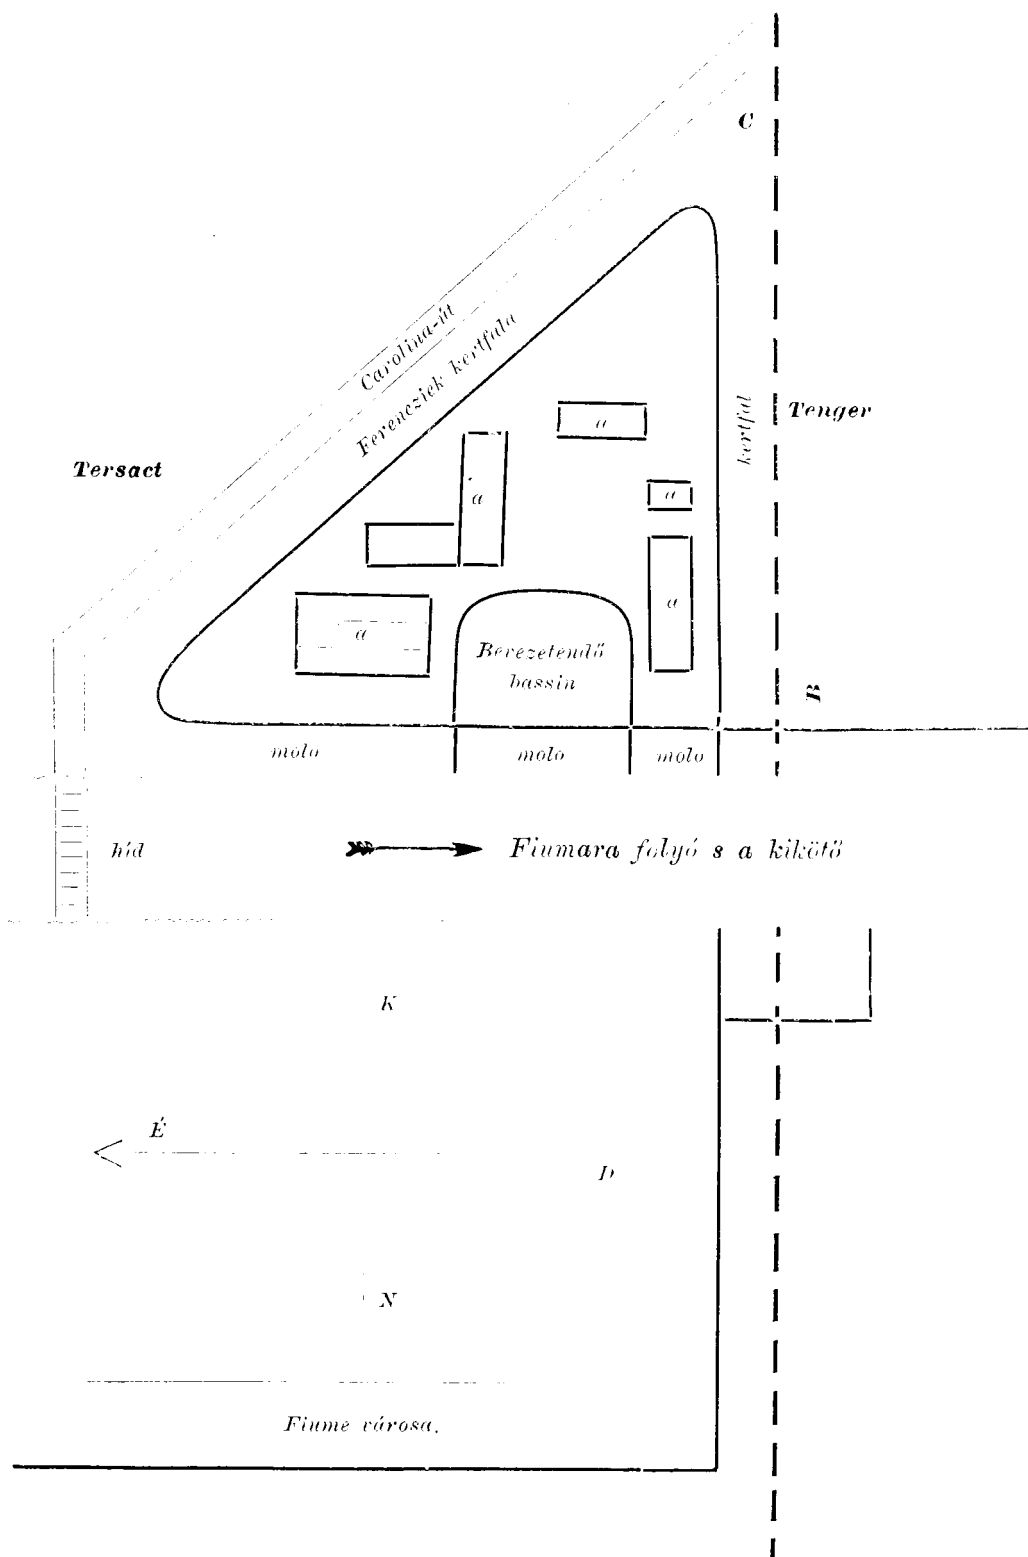 C
Carolina-út
Ferencziek kertfala
kertfal
Tenger
Tersact
a
a
a
a
a
Bevezetendő
bassin
B
molo
molo
molo
híd
Fiumara folyó s a kikötő
K
É
D
N
Fiume városa.